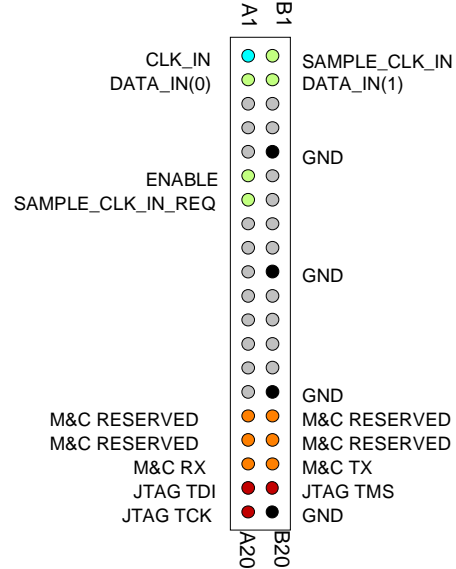 A1 B1
CLK_IN SAMPLE_CLK_IN
DATA_IN(0) DATA_IN(1)
GND
ENABLE
SAMPLE_CLK_IN_REQ
GND
GND
M&C RESERVED M&C RESERVED
M&C RESERVED M&C RESERVED
M&C RX M&C TX
JTAG TDI JTAG TMS
JTAG TCK GND
A20 B20